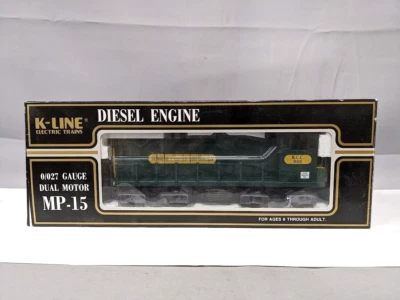 K-LINE®
ELECTRIC TRAINS
DIESEL ENGINE
0/027 GAUGE
DUAL MOTOR
MP-15
FOR AGES 8 THROUGH ADULT.